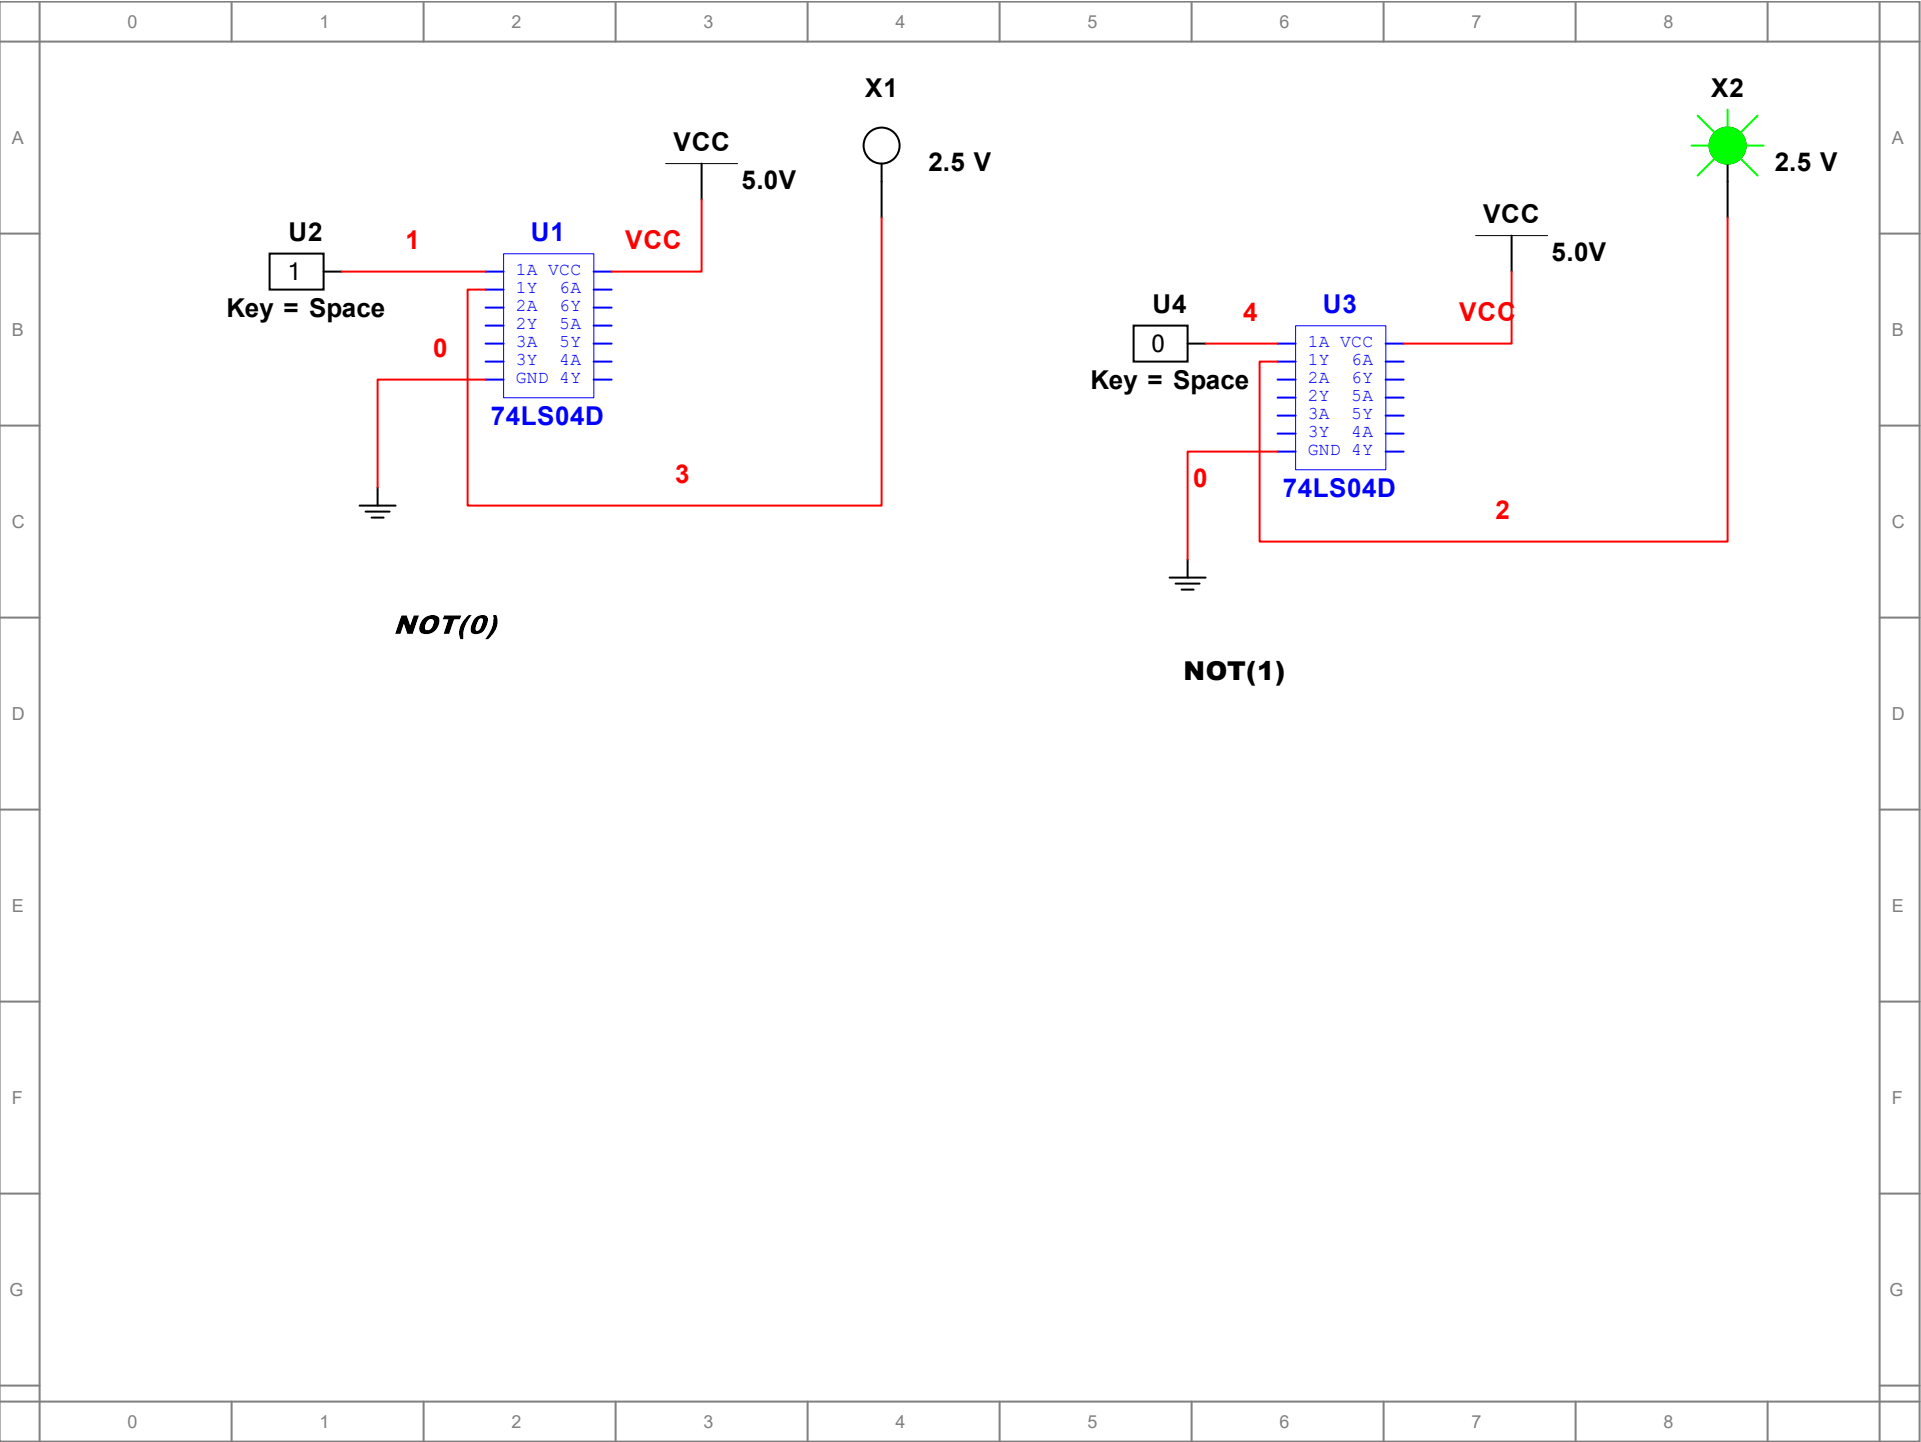 0 1 2 3 4 5 6 7 8
A A
B B
C C
D D
E E
F F
G G
X1
2.5 V
VCC
5.0V
U2
1
Key = Space
1
U1
VCC
1A VCC
1Y 6A
2A 6Y
2Y 5A
3A 5Y
3Y 4A
GND 4Y
74LS04D
0
3
NOT(0)
X2
2.5 V
VCC
5.0V
U4
0
Key = Space
4
U3
VCC
1A VCC
1Y 6A
2A 6Y
2Y 5A
3A 5Y
3Y 4A
GND 4Y
74LS04D
0
2
NOT(1)
0 1 2 3 4 5 6 7 8